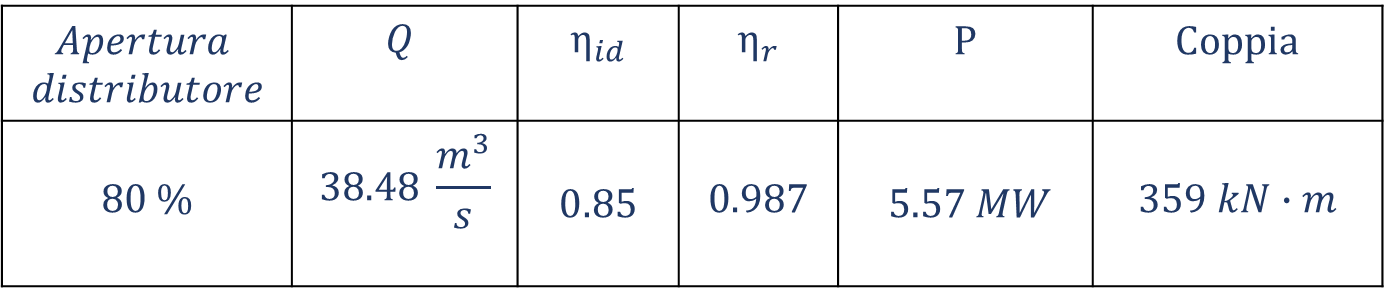 Apertura
distributore
Q
η_id
η_r
P
Coppia
80 %
38.48 m³/s
0.85
0.987
5.57 MW
359 kN · m